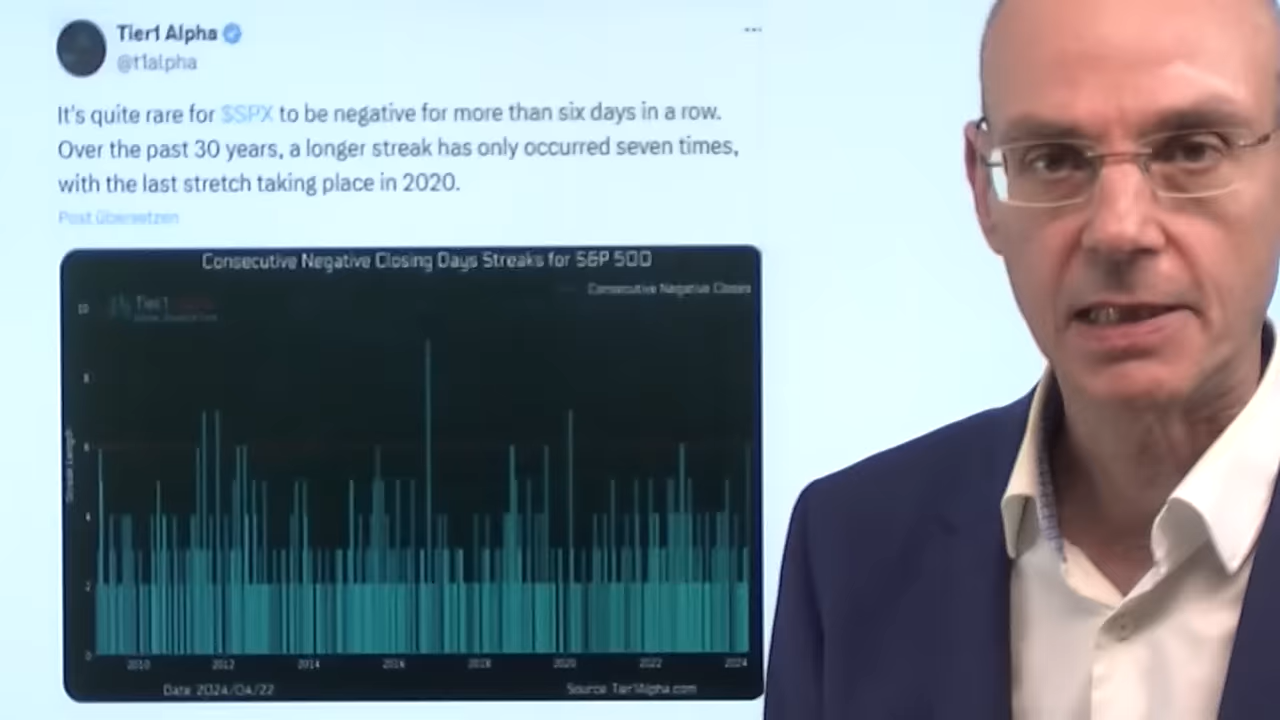 Tier1 Alpha
@t1alpha
It's quite rare for $SPX to be negative for more than six days in a row.
Over the past 30 years, a longer streak has only occurred seven times,
with the last stretch taking place in 2020.
Post übersetzen
Consecutive Negative Closing Days Streaks for S&P 500
Consecutive Negative Closes
Tier1
10
8
6
4
2
0
Streak Length
2010 2012 2014 2016 2018 2020 2022 2024
Date 2024/04/22
Source Tier1Alpha.com